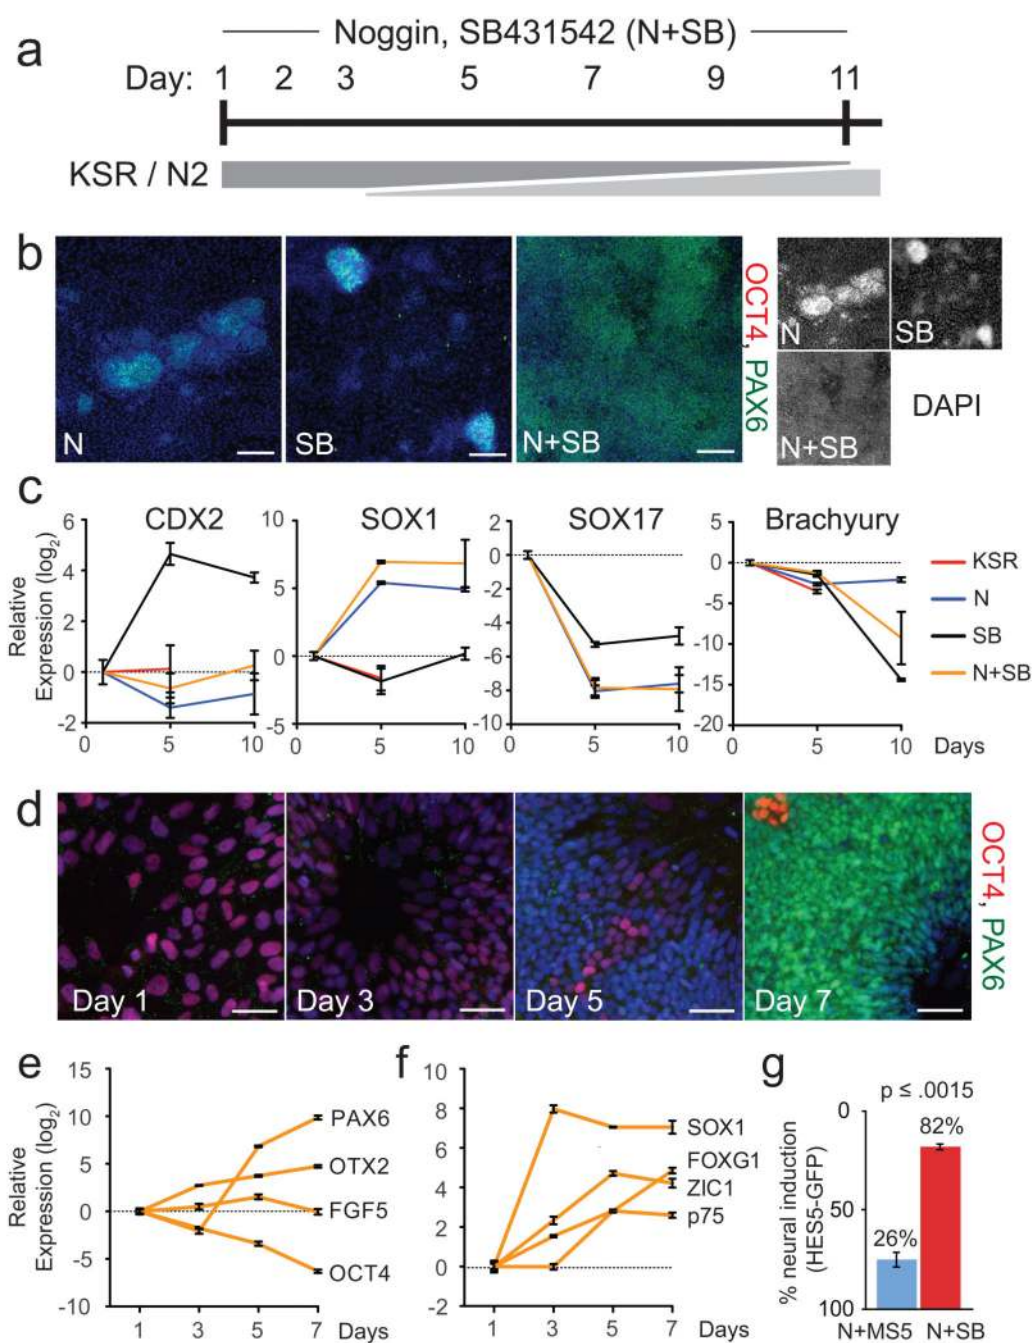 a
Noggin, SB431542 (N+SB)
Day: 1 2 3 5 7 9 11
KSR / N2
b
N
SB
N+SB
OCT4, PAX6
N
SB
N+SB
DAPI
c
CDX2
SOX1
SOX17
Brachyury
Relative
Expression (log2)
6
4
2
0
-2
10
5
0
-5
2
0
-2
-4
-6
-8
-10
5
0
-5
-10
-15
-20
KSR
N
SB
N+SB
0 5 10
0 5 10
0 5 10
0 5 10
Days
d
Day 1
Day 3
Day 5
Day 7
OCT4, PAX6
e
Relative
Expression (log2)
15
10
5
0
-5
-10
PAX6
OTX2
FGF5
OCT4
1 3 5 7 Days
f
10
8
6
4
2
0
-2
SOX1
FOXG1
ZIC1
p75
1 3 5 7 Days
g
p ≤ .0015
% neural induction
(HES5-GFP)
0
50
100
26%
82%
N+MS5 N+SB